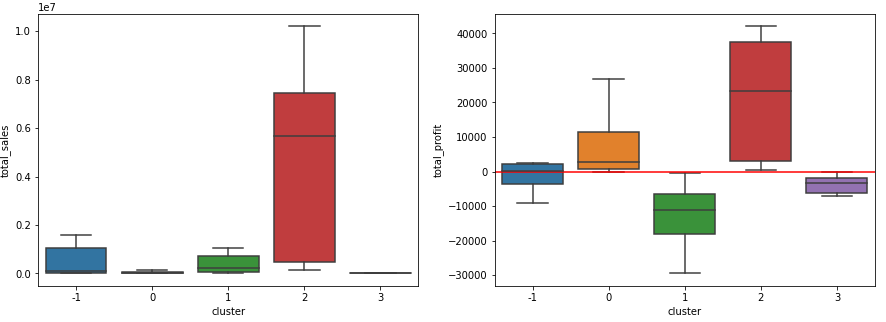 1e7
1.0
0.8
0.6
0.4
0.2
0.0
total_sales
-1 0 1 2 3
cluster
40000
30000
20000
10000
0
−10000
−20000
−30000
total_profit
-1 0 1 2 3
cluster